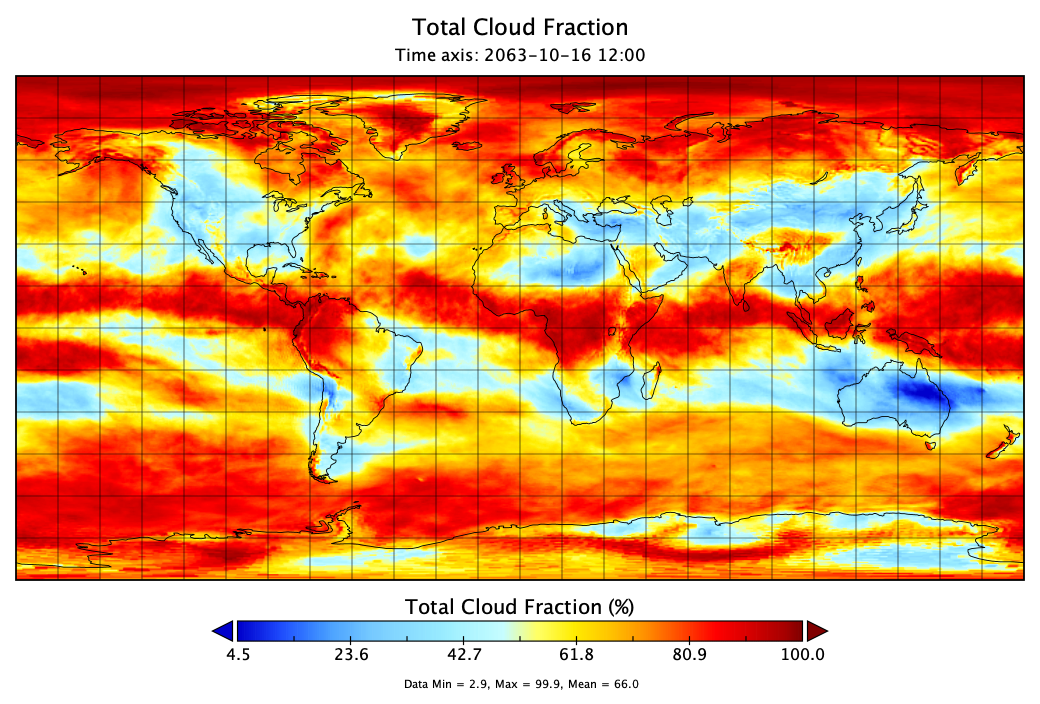 Total Cloud Fraction
Time axis: 2063-10-16 12:00
Total Cloud Fraction (%)
4.5 23.6 42.7 61.8 80.9 100.0
Data Min = 2.9, Max = 99.9, Mean = 66.0